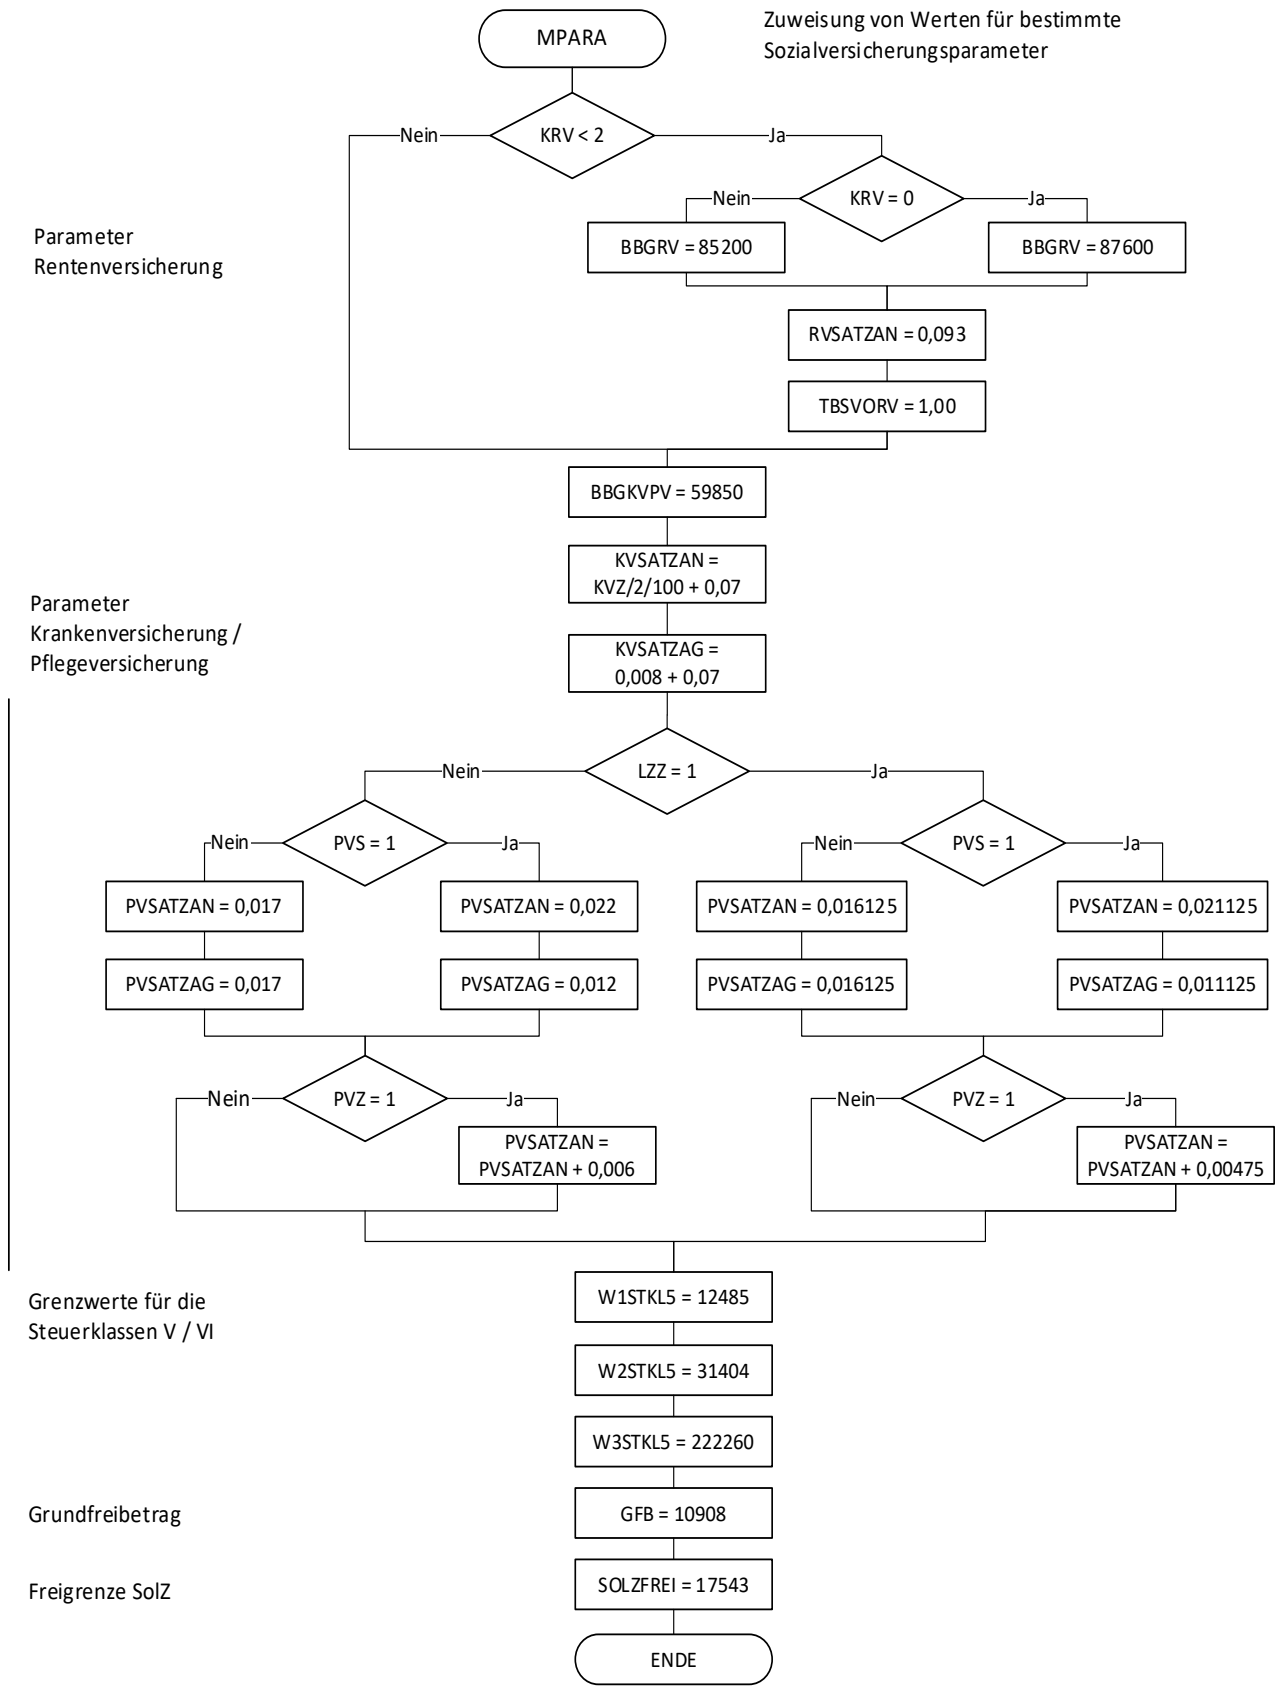 MPARA
Zuweisung von Werten für bestimmte
Sozialversicherungsparameter
KRV < 2
Nein
Ja
KRV = 0
Nein
Ja
Parameter
Rentenversicherung
BBGRV = 85200
BBGRV = 87600
RVSATZAN = 0,093
TBSVORV = 1,00
BBGKVPV = 59850
KVSATZAN =
KVZ/2/100 + 0,07
Parameter
Krankenversicherung /
Pflegeversicherung
KVSATZAG =
0,008 + 0,07
LZZ = 1
Nein
Ja
PVS = 1
Nein
Ja
PVS = 1
Nein
Ja
PVSATZAN = 0,017
PVSATZAN = 0,022
PVSATZAN = 0,016125
PVSATZAN = 0,021125
PVSATZAG = 0,017
PVSATZAG = 0,012
PVSATZAG = 0,016125
PVSATZAG = 0,011125
PVZ = 1
Nein
Ja
PVZ = 1
Nein
Ja
PVSATZAN =
PVSATZAN + 0,006
PVSATZAN =
PVSATZAN + 0,00475
Grenzwerte für die
Steuerklassen V / VI
W1STKL5 = 12485
W2STKL5 = 31404
W3STKL5 = 222260
Grundfreibetrag
GFB = 10908
Freigrenze SolZ
SOLZFREI = 17543
ENDE